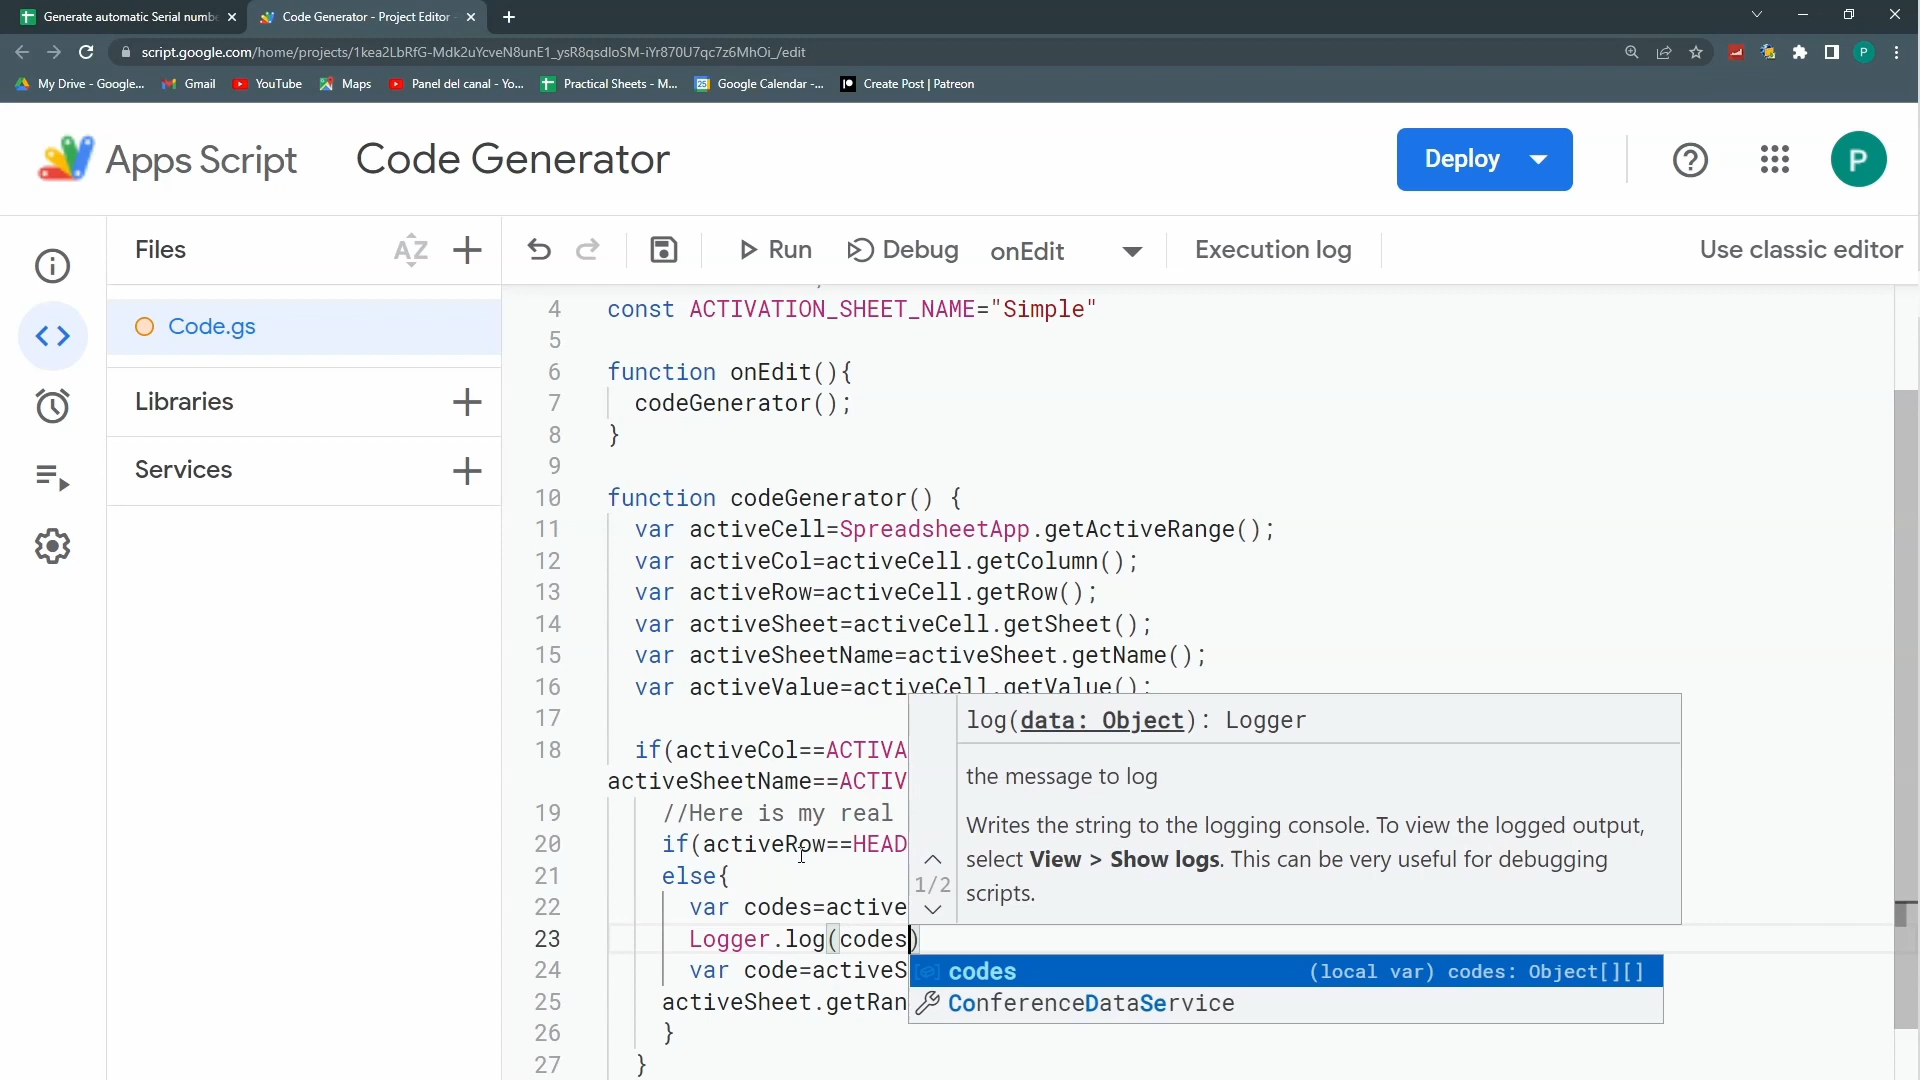 Generate automatic Serial numb
Code Generator - Project Editor -
script.google.com/home/projects/1kea2LbRfG-Mdk2uYcveN8unE1_ysR8qsdloSM-iYr870U7qc7z6MhOi_/edit
P
My Drive - Google...
Gmail
YouTube
Maps
Panel del canal - Yo...
Practical Sheets - M...
Google Calendar -...
Create Post | Patreon
Apps Script
Code Generator
Deploy
P
Files
AZ
Run
Debug
onEdit
Execution log
Use classic editor
Code.gs
Libraries
Services
4 const ACTIVATION_SHEET_NAME="Simple"
5
6 function onEdit(){
7 codeGenerator();
8 }
9
10 function codeGenerator() {
11 var activeCell=SpreadsheetApp.getActiveRange();
12 var activeCol=activeCell.getColumn();
13 var activeRow=activeCell.getRow();
14 var activeSheet=activeCell.getSheet();
15 var activeSheetName=activeSheet.getName();
16 var activeValue=activeCell.getValue();
17
18 if(activeCol==ACTIVA
activeSheetName==ACTIV
19 //Here is my real
20 if(activeRow==HEAD
21 else{
22 var codes=active
23 Logger.log(codes)
24 var code=activeS
25 activeSheet.getRan
26 }
27 }
log(data: Object): Logger
the message to log
Writes the string to the logging console. To view the logged output,
select View > Show logs. This can be very useful for debugging
scripts.
1/2
codes (local var) codes: Object[][]
ConferenceDataService